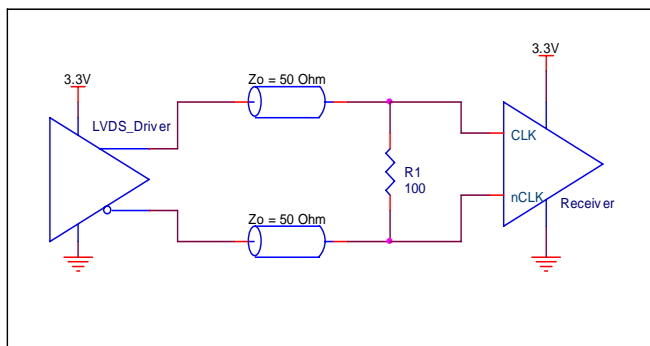 3.3V
LVDS_Driver
Zo = 50 Ohm
Zo = 50 Ohm
R1
100
3.3V
CLK
nCLK
Receiver